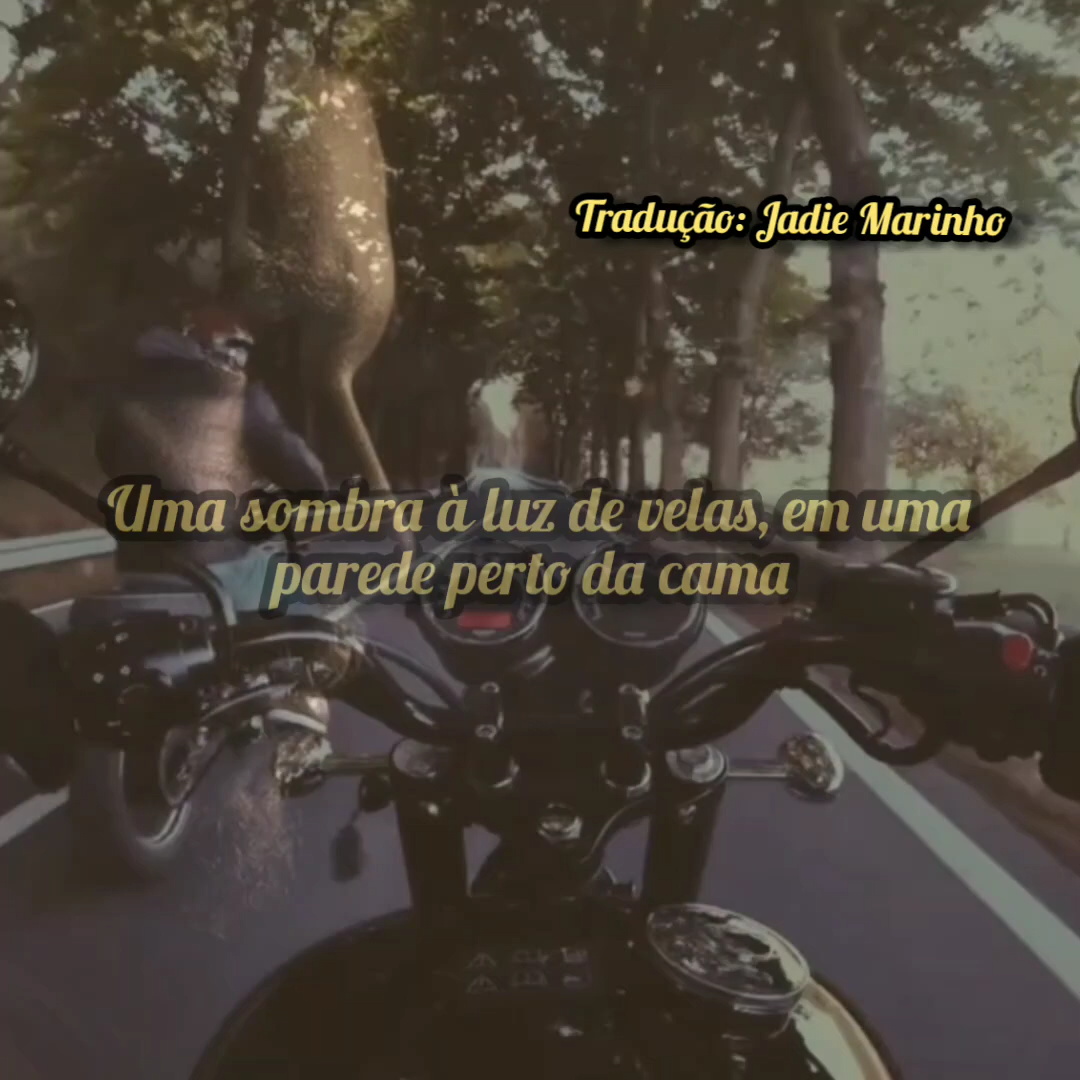 Tradução: Jadie Marinho
Uma sombra à luz de velas, em uma
parede perto da cama